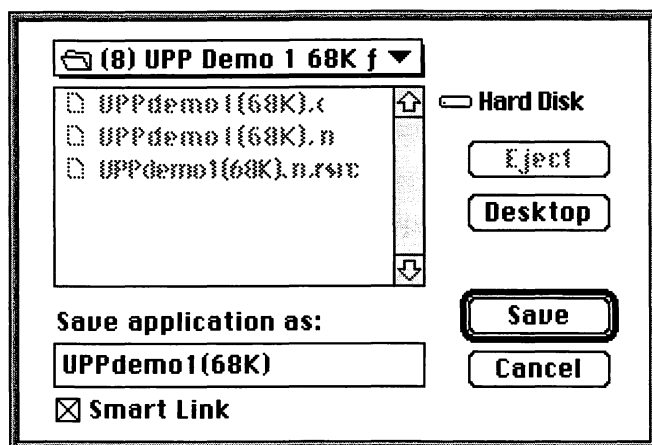 (8) UPP Demo 1 68K ƒ
UPPdemo1(68K).c
UPPdemo1(68K).π
UPPdemo1(68K).π.rsrc
Hard Disk
Eject
Desktop
Save application as:
UPPdemo1(68K)
Smart Link
Save
Cancel